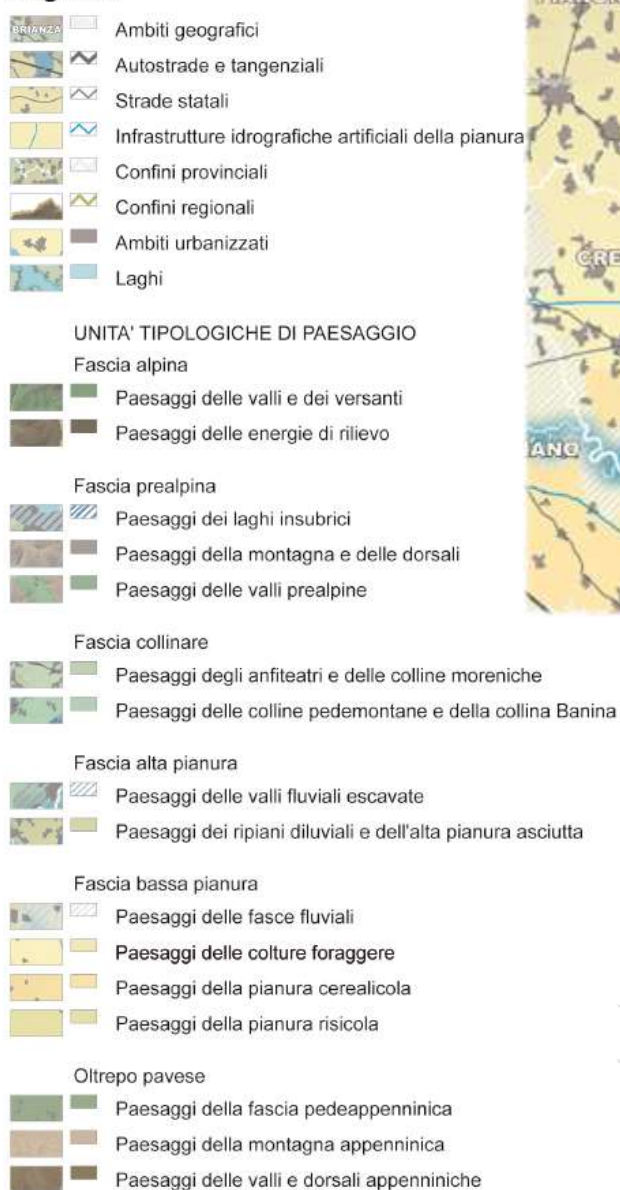 BRIANZA
Ambiti geografici
Autostrade e tangenziali
Strade statali
Infrastrutture idrografiche artificiali della pianura
Confini provinciali
Confini regionali
Ambiti urbanizzati
Laghi
UNITA' TIPOLOGICHE DI PAESAGGIO
Fascia alpina
Paesaggi delle valli e dei versanti
Paesaggi delle energie di rilievo
Fascia prealpina
Paesaggi dei laghi insubrici
Paesaggi della montagna e delle dorsali
Paesaggi delle valli prealpine
Fascia collinare
Paesaggi degli anfiteatri e delle colline moreniche
Paesaggi delle colline pedemontane e della collina Banina
Fascia alta pianura
Paesaggi delle valli fluviali escavate
Paesaggi dei ripiani diluviali e dell'alta pianura asciutta
Fascia bassa pianura
Paesaggi delle fasce fluviali
Paesaggi delle colture foraggere
Paesaggi della pianura cerealicola
Paesaggi della pianura risicola
Oltrepo pavese
Paesaggi della fascia pedeappenninica
Paesaggi della montagna appenninica
Paesaggi delle valli e dorsali appenniniche
CRE
ANO